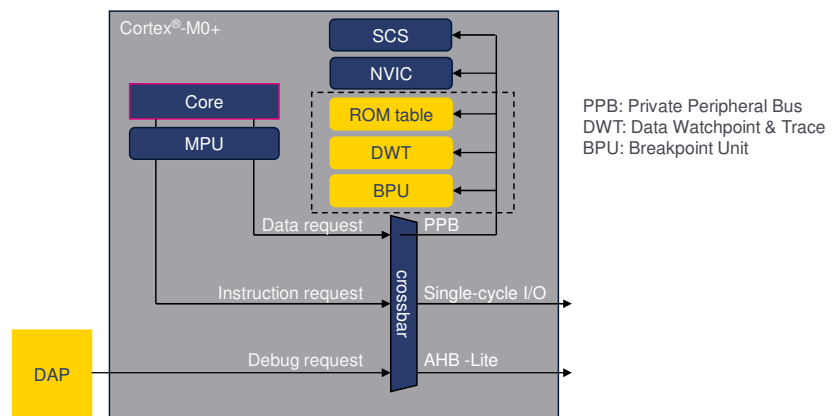 Cortex®-M0+
SCS
NVIC
Core
ROM table
MPU
DWT
BPU
PPB: Private Peripheral Bus
DWT: Data Watchpoint & Trace
BPU: Breakpoint Unit
Data request
PPB
crossbar
Instruction request
Single-cycle I/O
Debug request
AHB -Lite
DAP